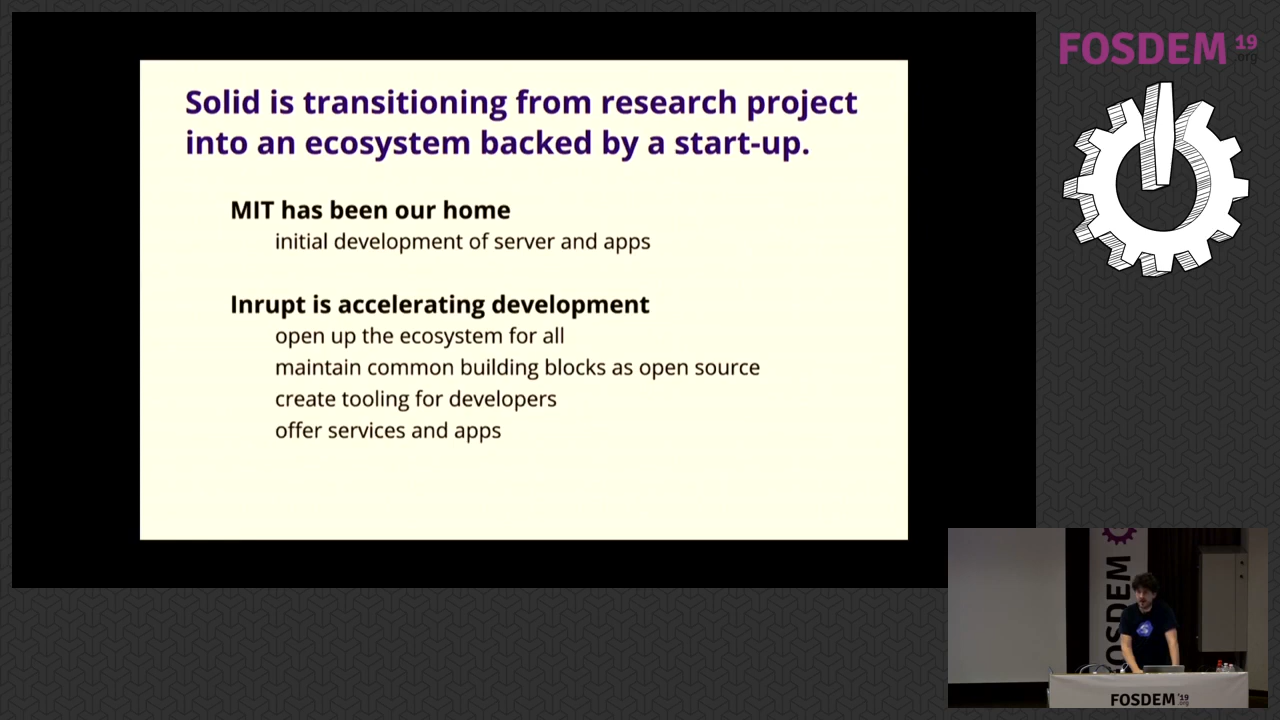 Solid is transitioning from research project
into an ecosystem backed by a start-up.
MIT has been our home
initial development of server and apps
Inrupt is accelerating development
open up the ecosystem for all
maintain common building blocks as open source
create tooling for developers
offer services and apps
FOSDEM 19
.org
FOSDEM
FOSDEM '19
.org